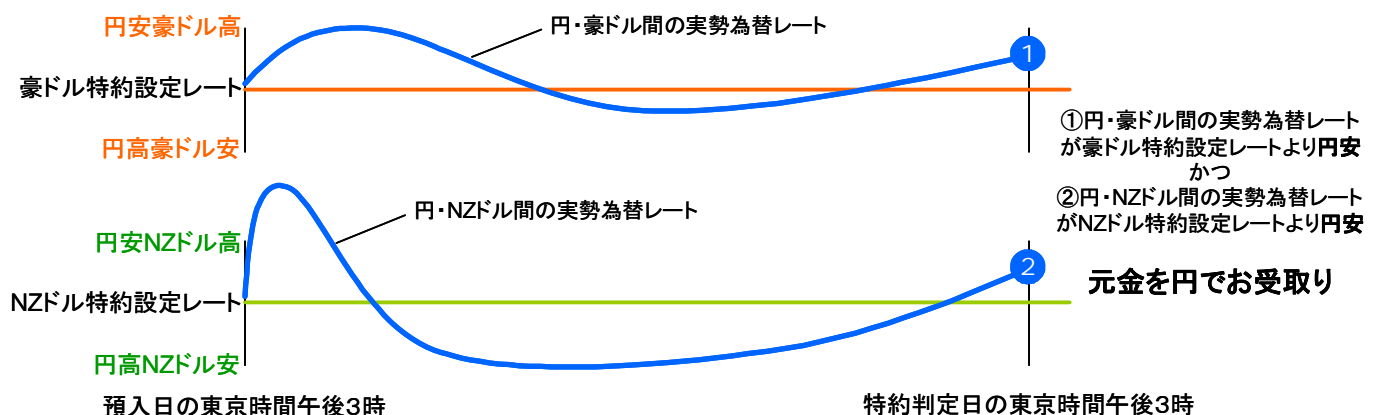 円安豪ドル高
円・豪ドル間の実勢為替レート
1
豪ドル特約設定レート
円高豪ドル安
①円・豪ドル間の実勢為替レート
が豪ドル特約設定レートより円安
かつ
②円・NZドル間の実勢為替レート
がNZドル特約設定レートより円安
円・NZドル間の実勢為替レート
円安NZドル高
2
元金を円でお受取り
NZドル特約設定レート
円高NZドル安
預入日の東京時間午後3時
特約判定日の東京時間午後3時